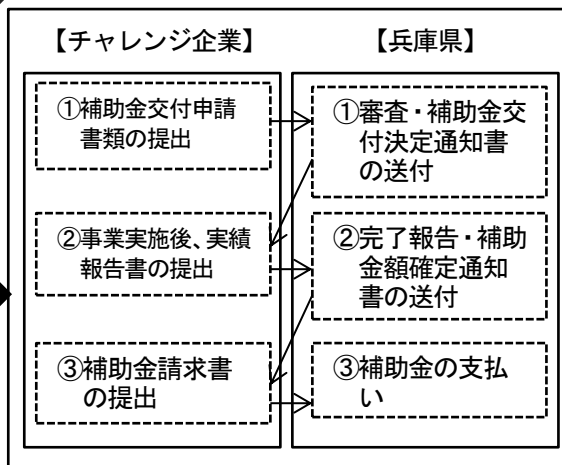 【チャレンジ企業】
①補助金交付申請
書類の提出
②事業実施後、実績
報告書の提出
③補助金請求書
の提出
【兵庫県】
①審査・補助金交
付決定通知書
の送付
②完了報告・補助
金額確定通知
書の送付
③補助金の支払
い